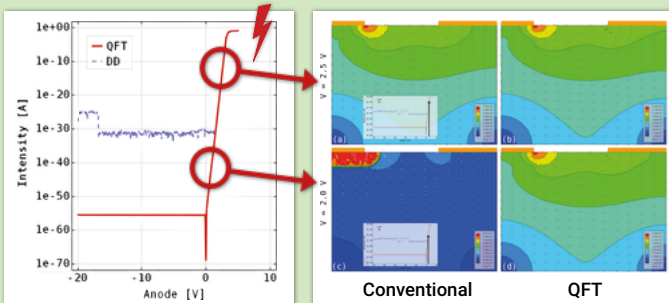 1e+00
1e-10
1e-20
1e-30
1e-40
1e-50
1e-60
1e-70
Intensity [A]
QFT
DD
-20
-10
0
10
Anode [V]
V = 2.5 V
V = 2.0 V
(a)
(b)
(c)
(d)
Conventional
QFT